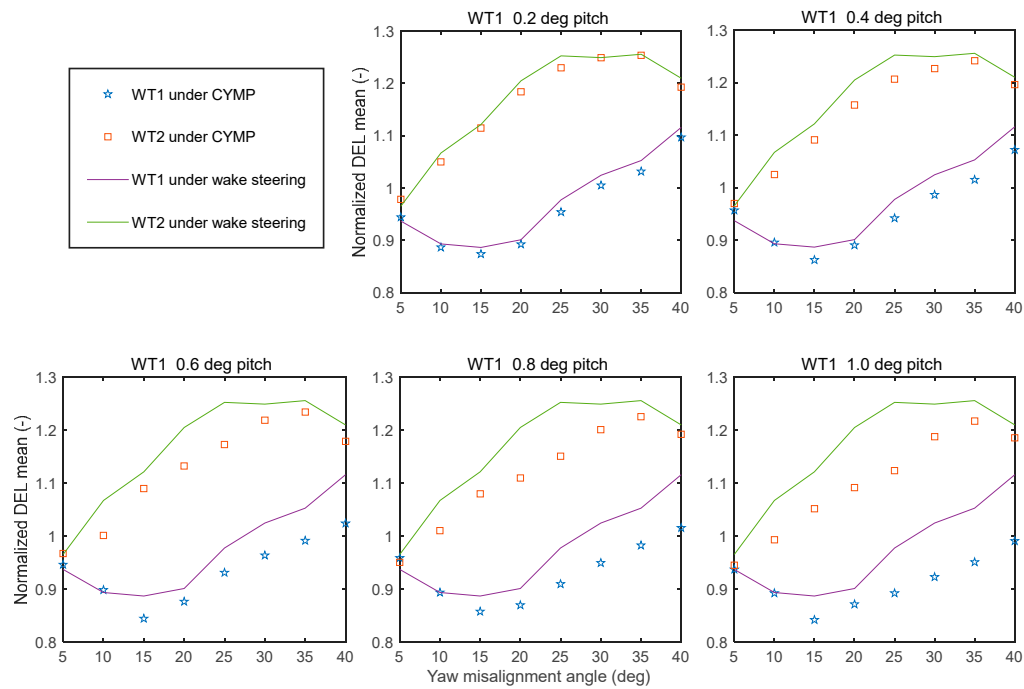 WT1 under CYMP
WT2 under CYMP
WT1 under wake steering
WT2 under wake steering
WT1 0.2 deg pitch
Normalized DEL mean (-)
1.3
1.2
1.1
1
0.9
0.8
5 10 15 20 25 30 35 40
WT1 0.4 deg pitch
1.3
1.2
1.1
1
0.9
0.8
5 10 15 20 25 30 35 40
WT1 0.6 deg pitch
Normalized DEL mean (-)
1.3
1.2
1.1
1
0.9
0.8
5 10 15 20 25 30 35 40
WT1 0.8 deg pitch
1.3
1.2
1.1
1
0.9
0.8
5 10 15 20 25 30 35 40
WT1 1.0 deg pitch
1.3
1.2
1.1
1
0.9
0.8
5 10 15 20 25 30 35 40
Yaw misalignment angle (deg)